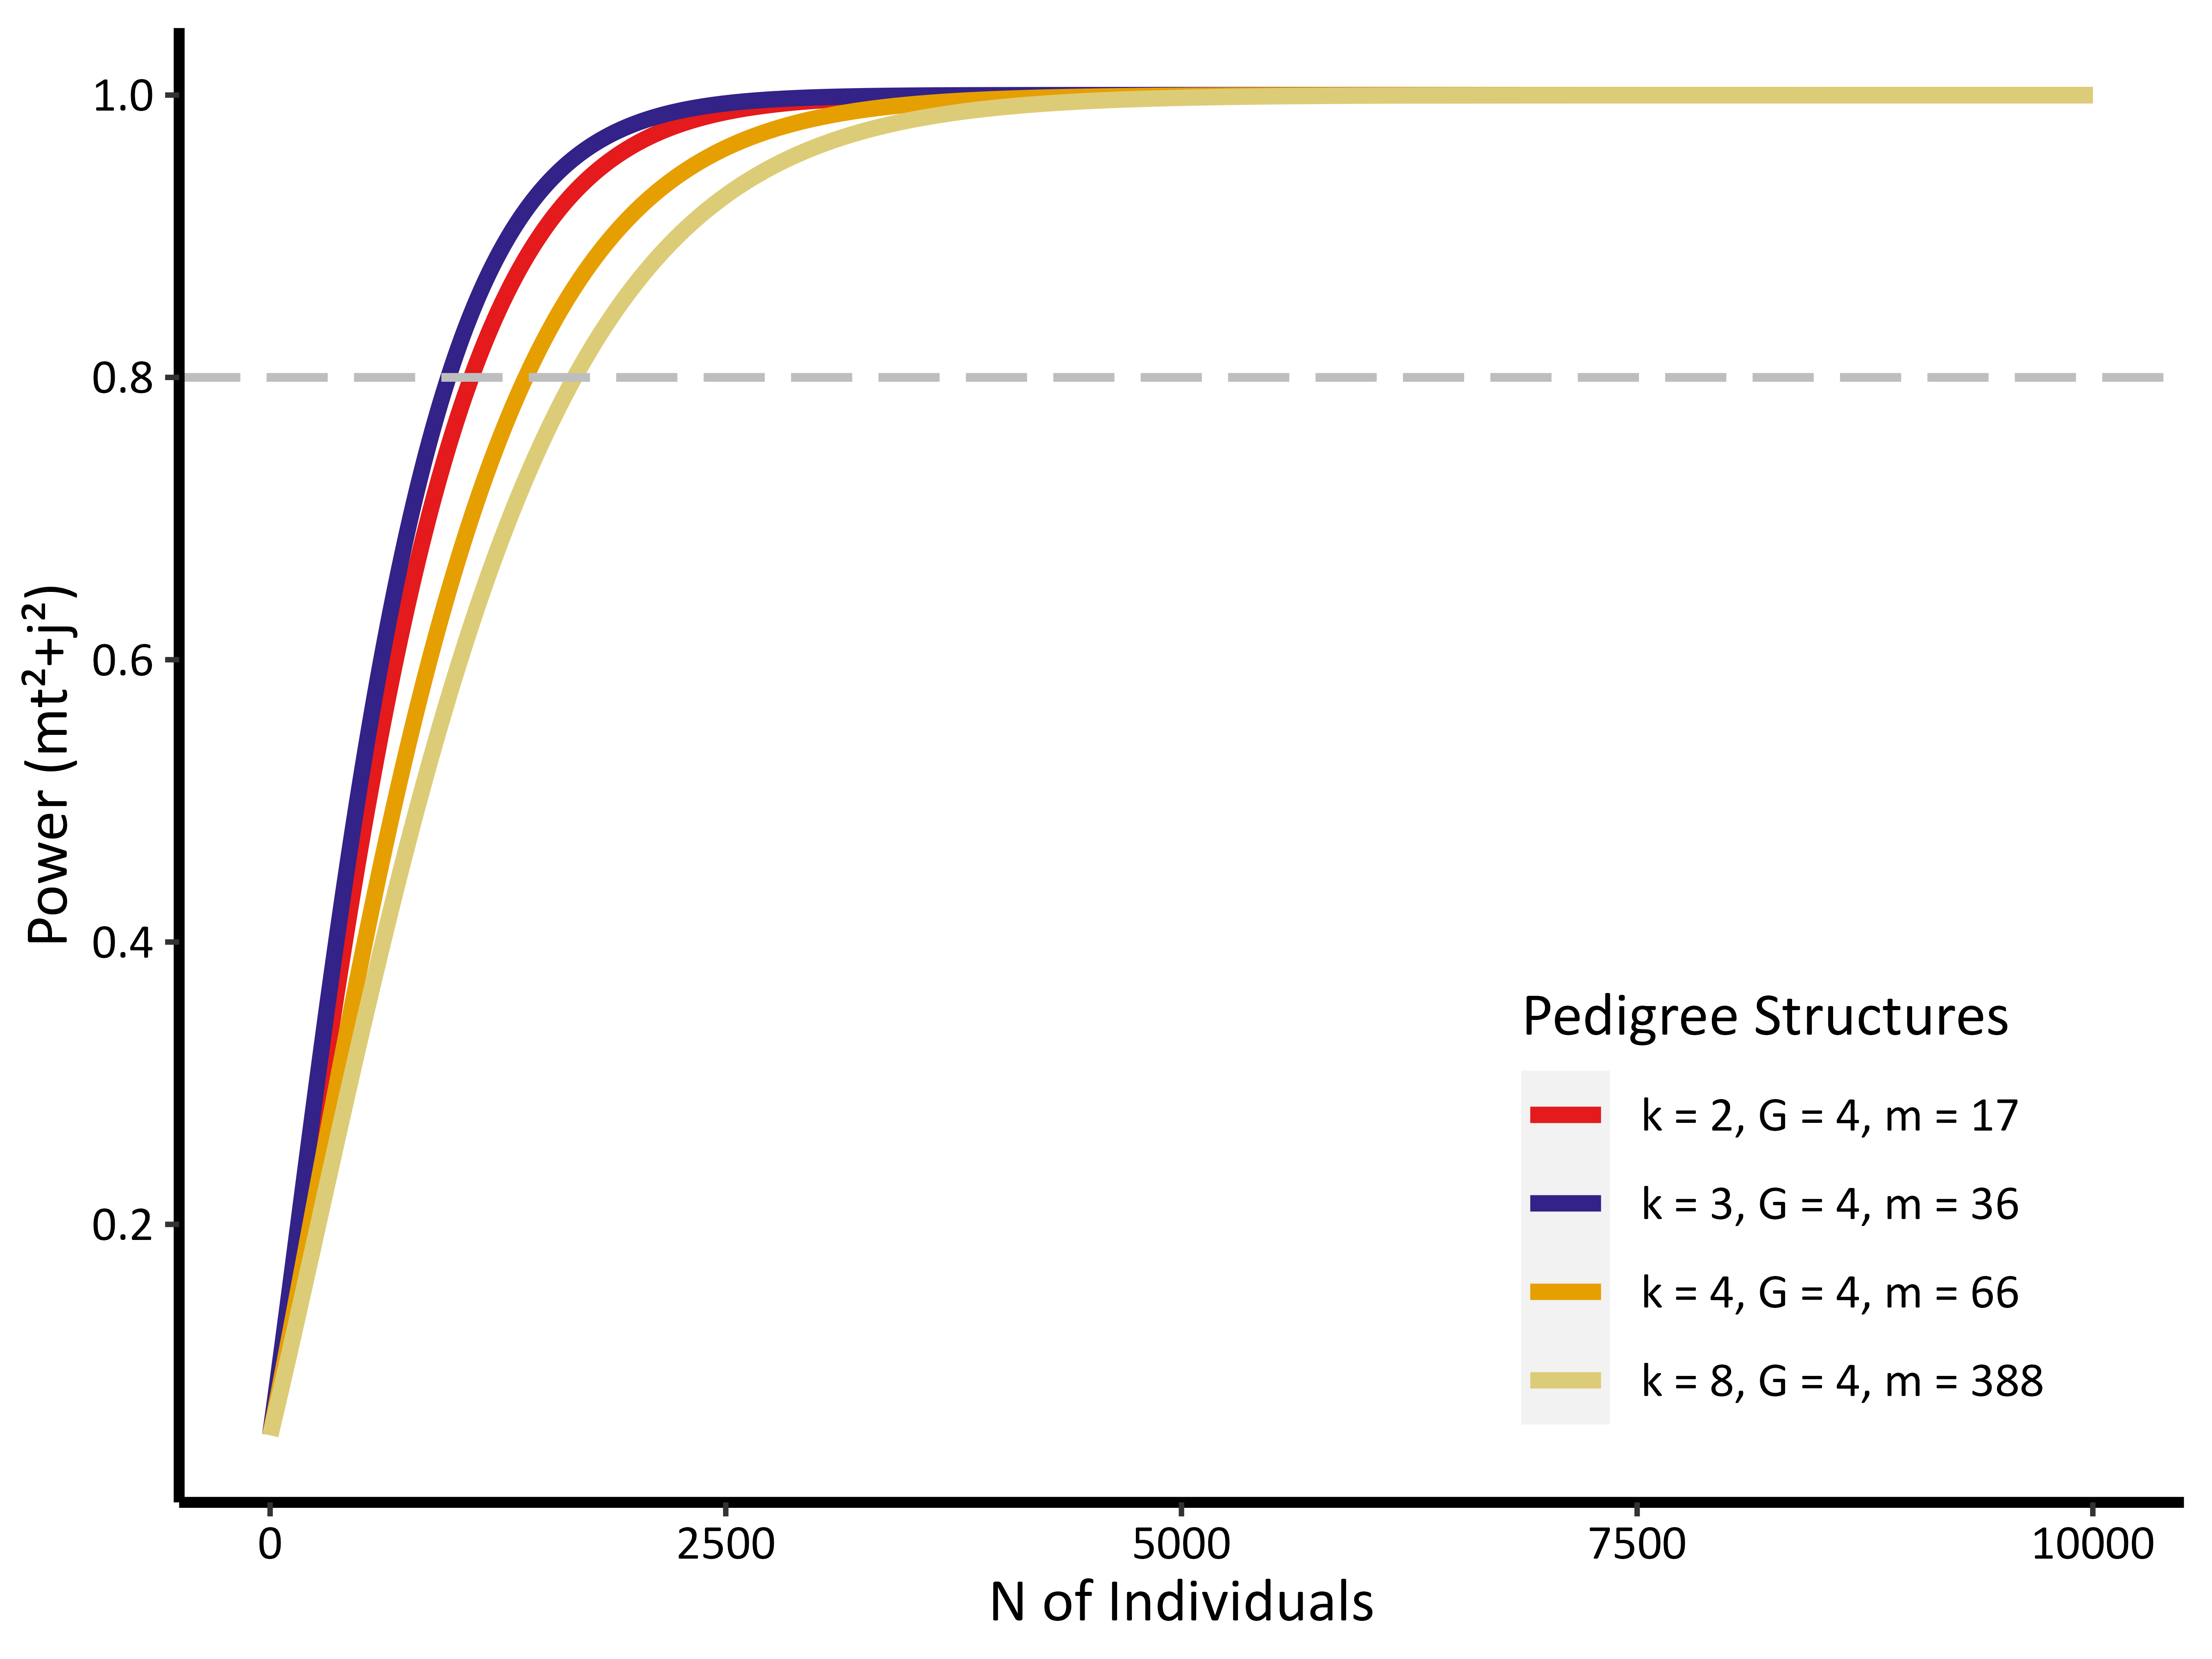 1.0
0.8
0.6
0.4
0.2
Power (mt²+j²)
0
2500
5000
7500
10000
N of Individuals
Pedigree Structures
k = 2, G = 4, m = 17
k = 3, G = 4, m = 36
k = 4, G = 4, m = 66
k = 8, G = 4, m = 388